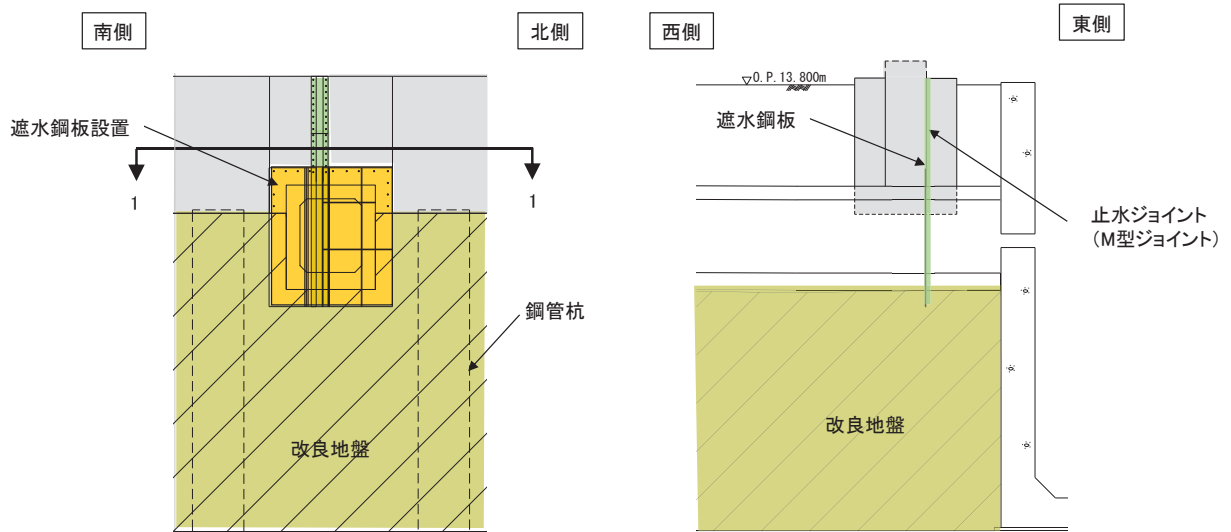 南側
北側
遮水鋼板設置
1
1
鋼管杭
改良地盤
西側
東側
▽O.P.13.800m
遮水鋼板
止水ジョイント
(M型ジョイント)
改良地盤